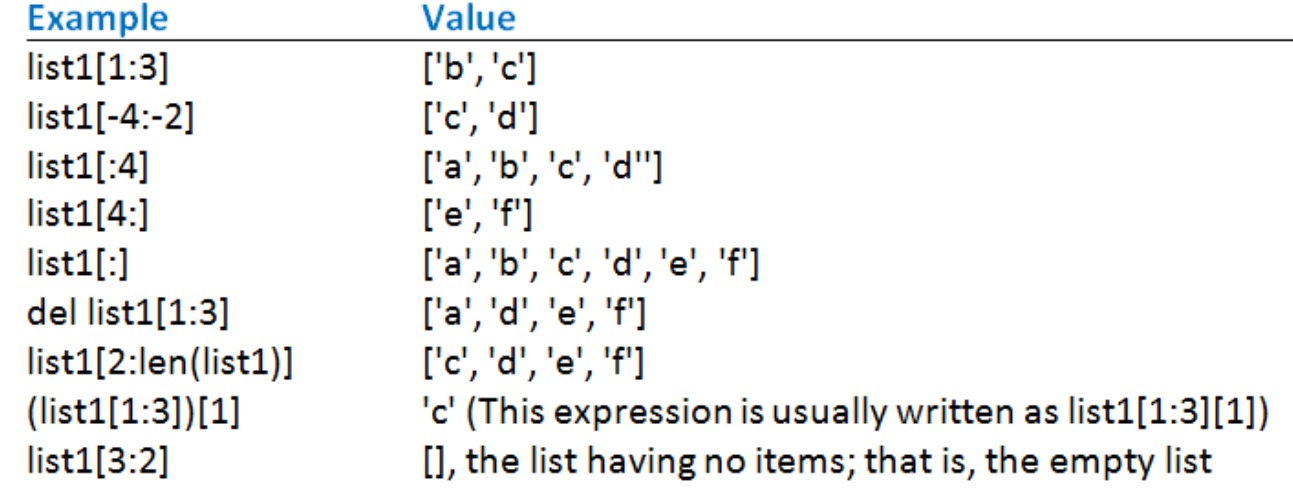 Example Value
list1[1:3] ['b', 'c']
list1[-4:-2] ['c', 'd']
list1[:4] ['a', 'b', 'c', 'd'']
list1[4:] ['e', 'f']
list1[:] ['a', 'b', 'c', 'd', 'e', 'f']
del list1[1:3] ['a', 'd', 'e', 'f']
list1[2:len(list1)] ['c', 'd', 'e', 'f']
(list1[1:3])[1] 'c' (This expression is usually written as list1[1:3][1])
list1[3:2] [], the list having no items; that is, the empty list